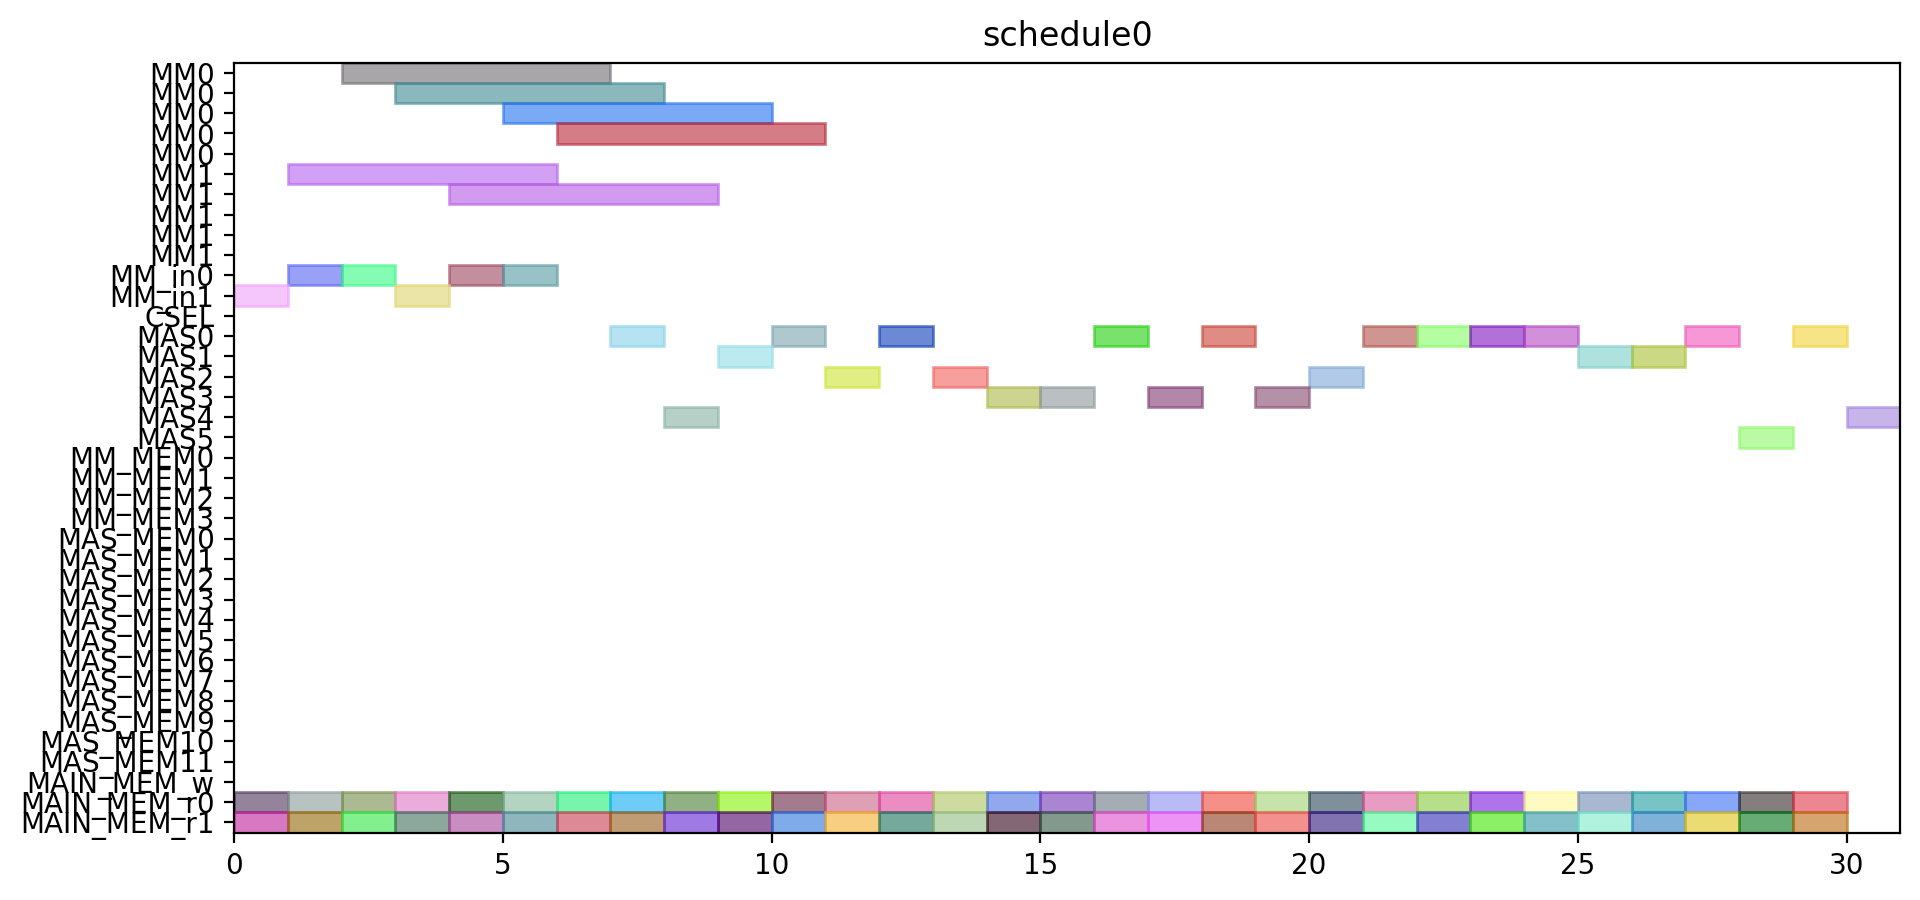 schedule0
MM0
MM0
MM0
MM0
MM0
MM1
MM1
MM1
MM1
MM1
MM_in0
MM_in1
CSEL
MAS0
MAS1
MAS2
MAS3
MAS4
MAS5
MM_MEM0
MM_MEM1
MM_MEM2
MM_MEM3
MAS_MEM0
MAS_MEM1
MAS_MEM2
MAS_MEM3
MAS_MEM4
MAS_MEM5
MAS_MEM6
MAS_MEM7
MAS_MEM8
MAS_MEM9
MAS_MEM10
MAS_MEM11
MAIN_MEM_w
MAIN_MEM_r0
MAIN_MEM_r1
0 5 10 15 20 25 30